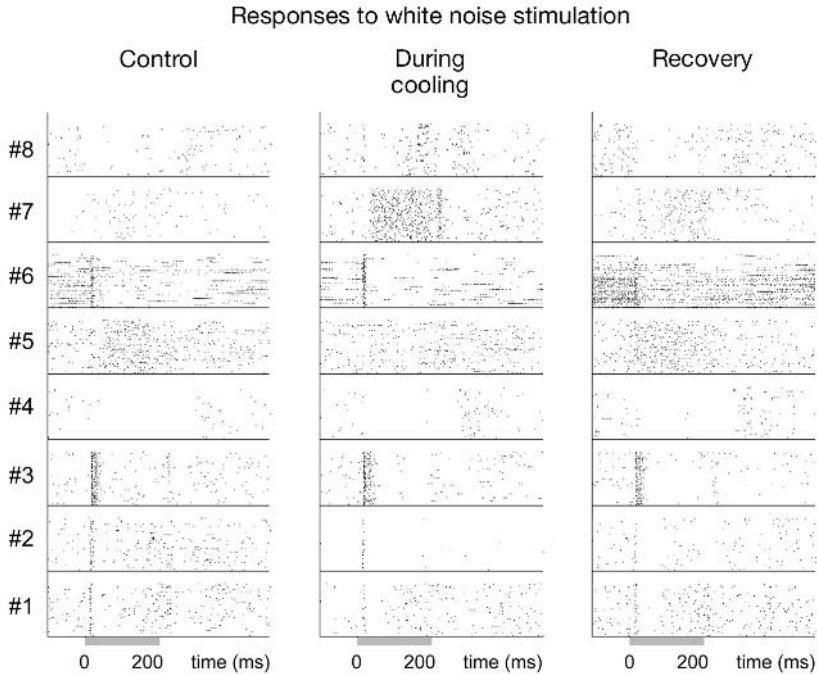 Responses to white noise stimulation
Control
During
cooling
Recovery
#8
#7
#6
#5
#4
#3
#2
#1
0 200 time (ms)
0 200 time (ms)
0 200 time (ms)